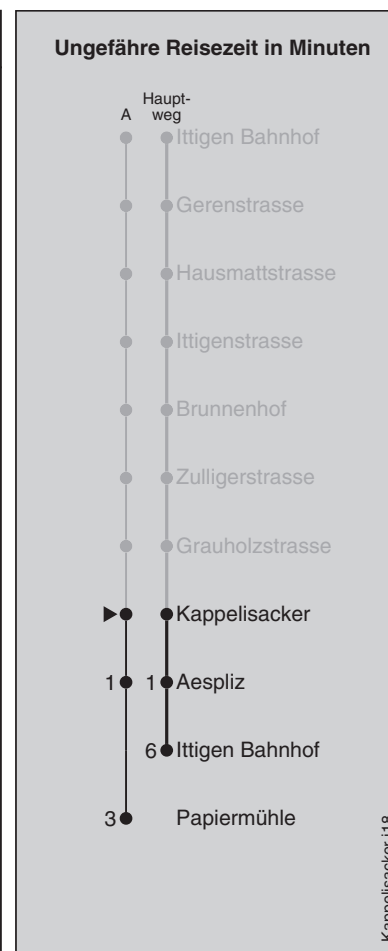 Ungefähre Reisezeit in Minuten
A Haupt-
weg
Ittigen Bahnhof
Gerenstrasse
Hausmattstrasse
Ittigenstrasse
Brunnenhof
Zulligerstrasse
Grauholzstrasse
Kappelisacker
1 1 Aespliz
6 Ittigen Bahnhof
3 Papiermühle
Kappelisacker j18